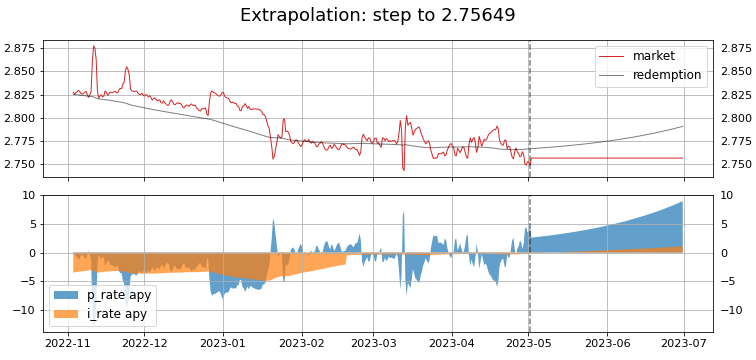 Extrapolation: step to 2.75649
2.875 2.875
2.850 2.850
2.825 2.825
2.800 2.800
2.775 2.775
2.750 2.750
market
redemption
10 10
5 5
0 0
−5 −5
−10 −10
p_rate apy
i_rate apy
2022-11 2022-12 2023-01 2023-02 2023-03 2023-04 2023-05 2023-06 2023-07